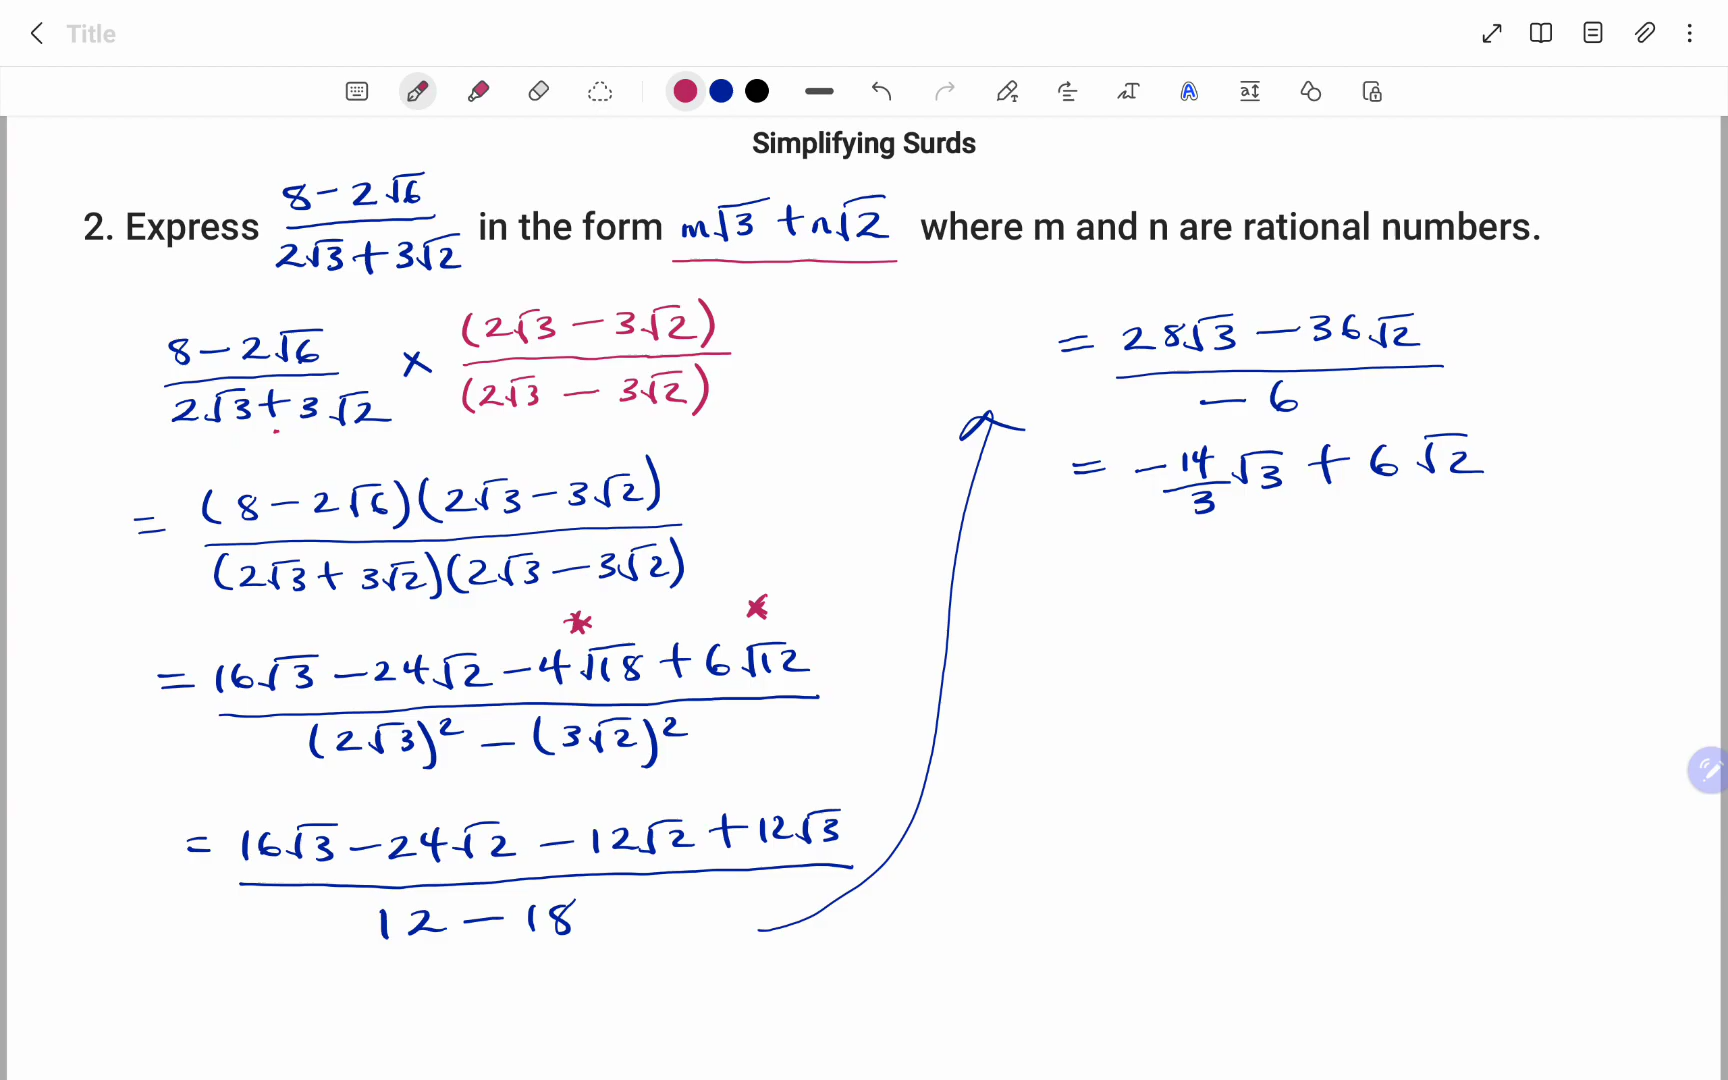 Title
Simplifying Surds
2. Express (8 − 2√6)/(2√3 + 3√2) in the form m√3 + n√2 where m and n are rational numbers.
(8 − 2√6)/(2√3 + 3√2) × (2√3 − 3√2)/(2√3 − 3√2)
= (8 − 2√6)(2√3 − 3√2)/(2√3 + 3√2)(2√3 − 3√2)
* *
= (16√3 − 24√2 − 4√18 + 6√12)/((2√3)² − (3√2)²)
= (16√3 − 24√2 − 12√2 + 12√3)/(12 − 18)
= (28√3 − 36√2)/(−6)
= −14/3 √3 + 6√2